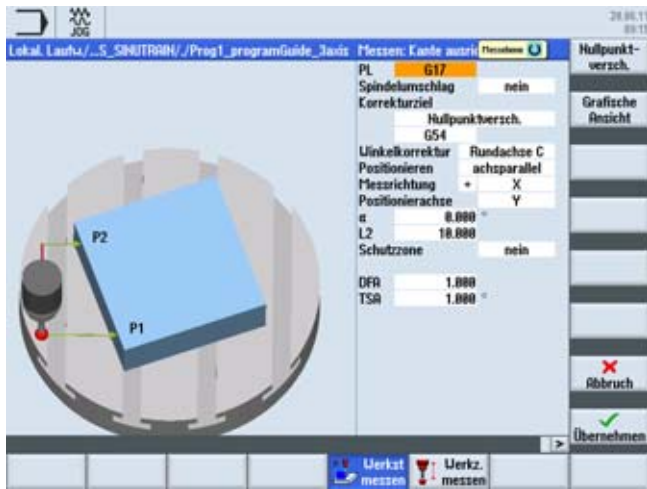 JOG
Lokal. Laufw/...S_SINUTRAIN/./Prog1_programGuide_3axis
Messen: Kante ausric
PL G17
Spindelumschlag nein
Korrekturziel
Nullpunktversch.
G54
Winkelkorrektur Rundachse C
Positionieren achsparallel
Messrichtung + X
Positionierachse Y
α 0.000 °
L2 10.000
Schutzzone nein
DFA 1.000
TSA 1.000 °
P2
P1
Nullpunkt-
versch.
Grafische
Ansicht
Abbruch
Übernehmen
>
Werkst
messen
Werkz.
messen